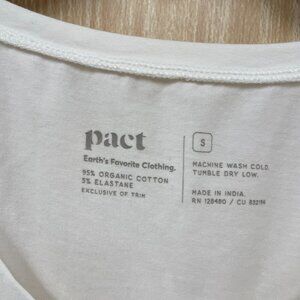 pact
Earth's Favorite Clothing.
95% ORGANIC COTTON
5% ELASTANE
EXCLUSIVE OF TRIM
S
MACHINE WASH COLD.
TUMBLE DRY LOW.
MADE IN INDIA.
RN 128480 / CU